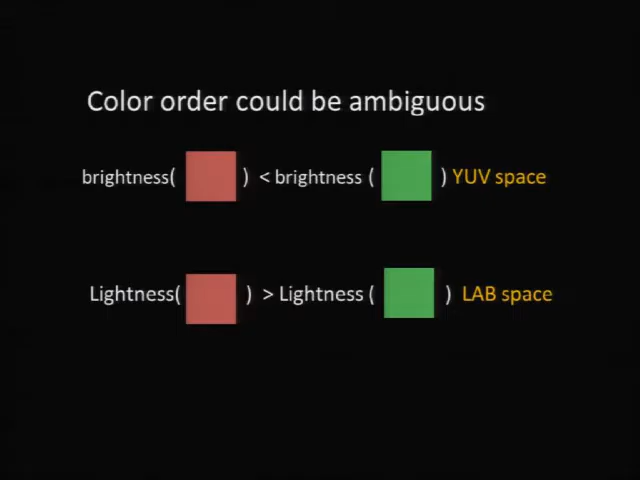 Color order could be ambiguous
brightness( ) < brightness ( ) YUV space
Lightness( ) > Lightness ( ) LAB space